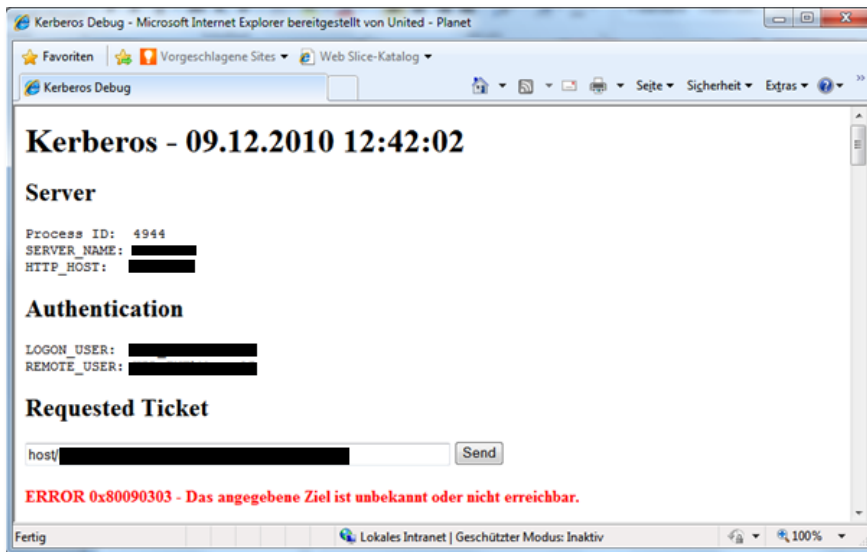 Kerberos Debug - Microsoft Internet Explorer bereitgestellt von United - Planet
Favoriten Vorgeschlagene Sites Web Slice-Katalog
Kerberos Debug Seite Sicherheit Extras
Kerberos - 09.12.2010 12:42:02
Server
Process ID: 4944
SERVER_NAME:
HTTP_HOST:
Authentication
LOGON_USER:
REMOTE_USER:
Requested Ticket
host/ Send
ERROR 0x80090303 - Das angegebene Ziel ist unbekannt oder nicht erreichbar.
Fertig Lokales Intranet | Geschützter Modus: Inaktiv 100%